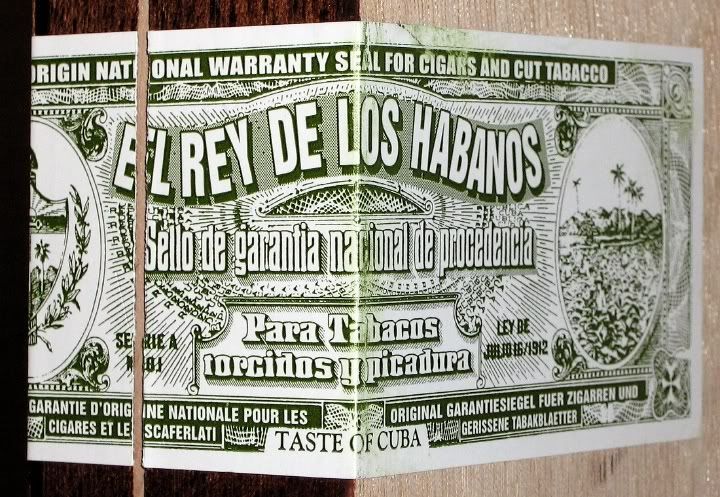 ORIGIN NATIONAL WARRANTY SEAL FOR CIGARS AND CUT TABACCO
EL REY DE LOS HABANOS
Sello de garantia nacional de procedencia
Para Tabacos
torcidos y picadura
SERIE A
LEY DE
JULIO 16/1912
GARANTIE D'ORIGINE NATIONALE POUR LES
CIGARES ET LE SCAFERLATI
ORIGINAL GARANTIESIEGEL FUER ZIGARREN UND
GERISSENE TABAKBLAETTER
TASTE OF CUBA